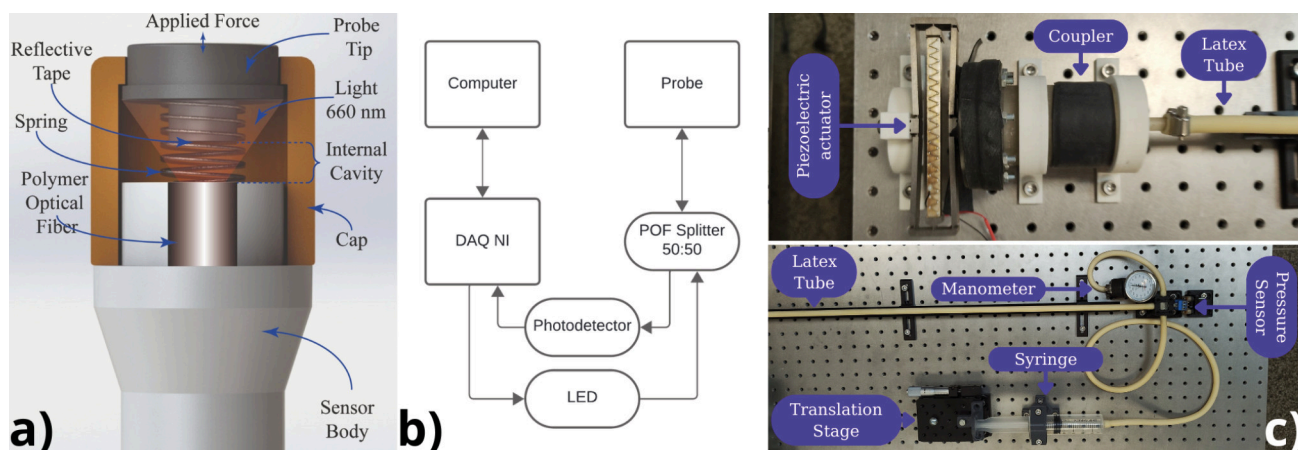 Applied Force
Probe
Tip
Reflective
Tape
Light
660 nm
Spring
Internal
Cavity
Polymer
Optical
Fiber
Cap
Sensor
Body
a)
Computer
Probe
DAQ NI
POF Splitter
50:50
Photodetector
LED
b)
Piezoelectric
actuator
Coupler
Latex
Tube
Latex
Tube
Manometer
Pressure
Sensor
Syringe
Translation
Stage
c)